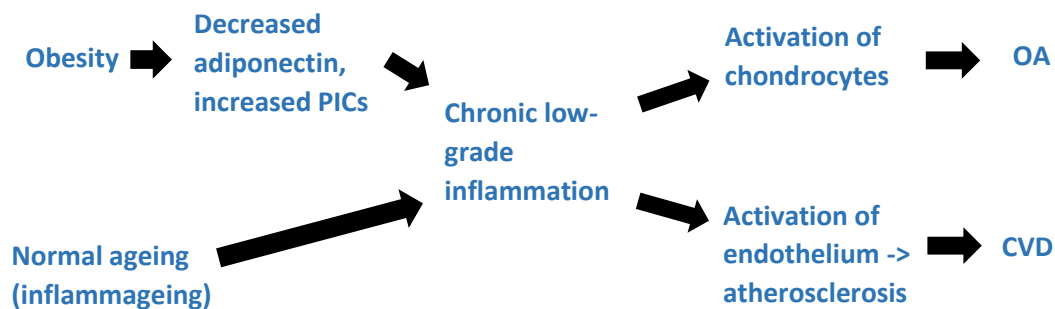 Obesity
Decreased
adiponectin,
increased PICs
Chronic low-
grade
inflammation
Activation of
chondrocytes
OA
Normal ageing
(inflammageing)
Activation of
endothelium ->
atherosclerosis
CVD